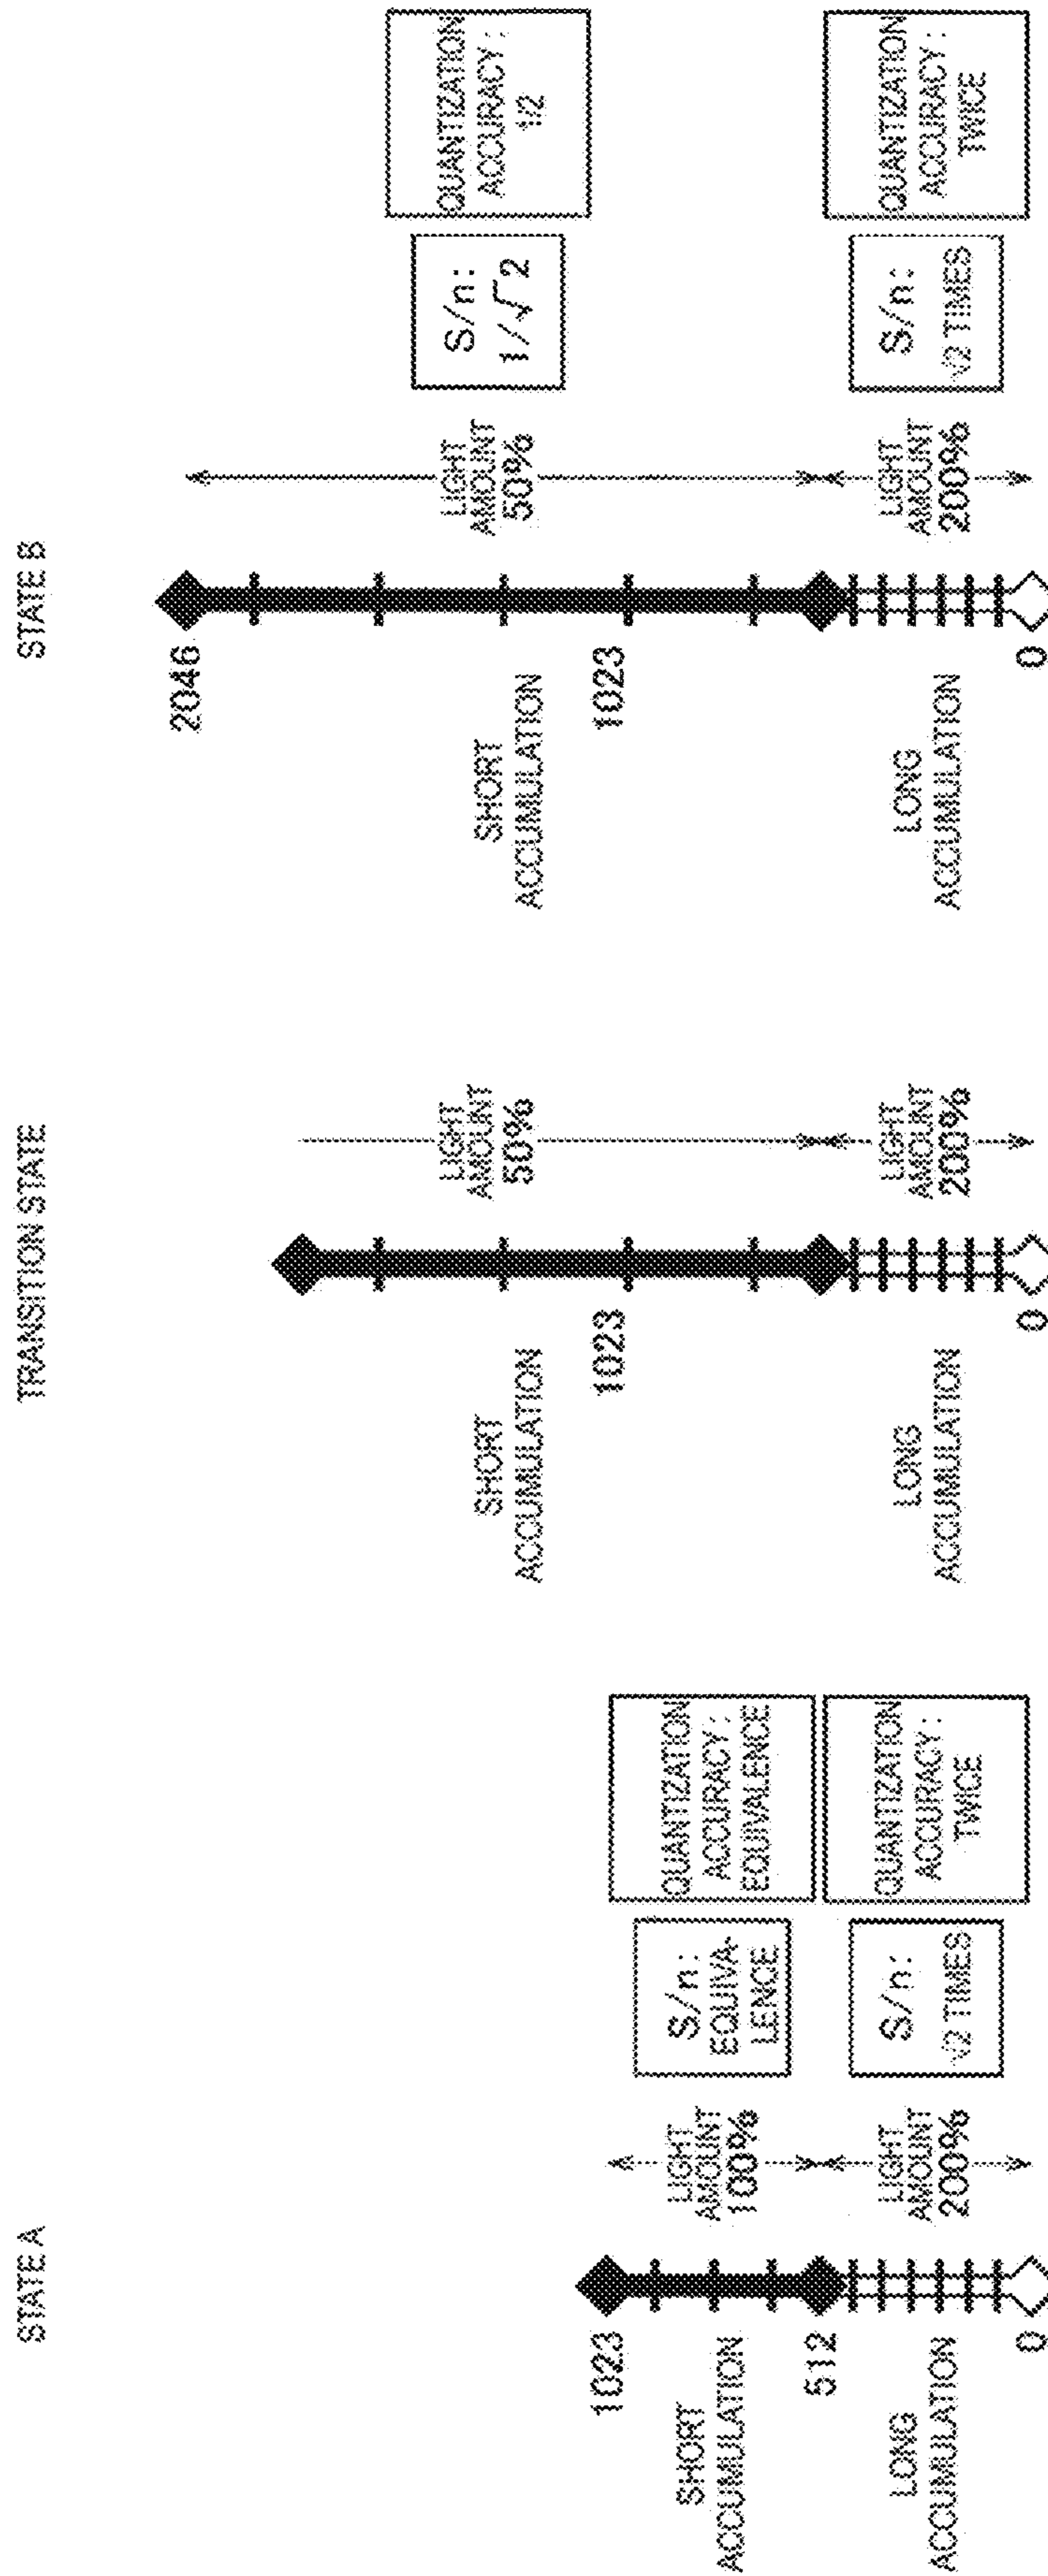 STATE A
1023
SHORT
ACCUMULATION
512
LONG
ACCUMULATION
0
LIGHT
AMOUNT
100%
LIGHT
AMOUNT
200%
S/n:
EQUIVA-
LENCE
S/n:
√2 TIMES
QUANTIZATION
ACCURACY:
EQUIVALENCE
QUANTIZATION
ACCURACY:
TWICE
TRANSITION STATE
SHORT
ACCUMULATION
1023
LONG
ACCUMULATION
0
LIGHT
AMOUNT
50%
LIGHT
AMOUNT
200%
STATE B
2046
SHORT
ACCUMULATION
1023
LONG
ACCUMULATION
0
LIGHT
AMOUNT
50%
LIGHT
AMOUNT
200%
S/n:
1/√2
S/n:
√2 TIMES
QUANTIZATION
ACCURACY:
1/2
QUANTIZATION
ACCURACY:
TWICE